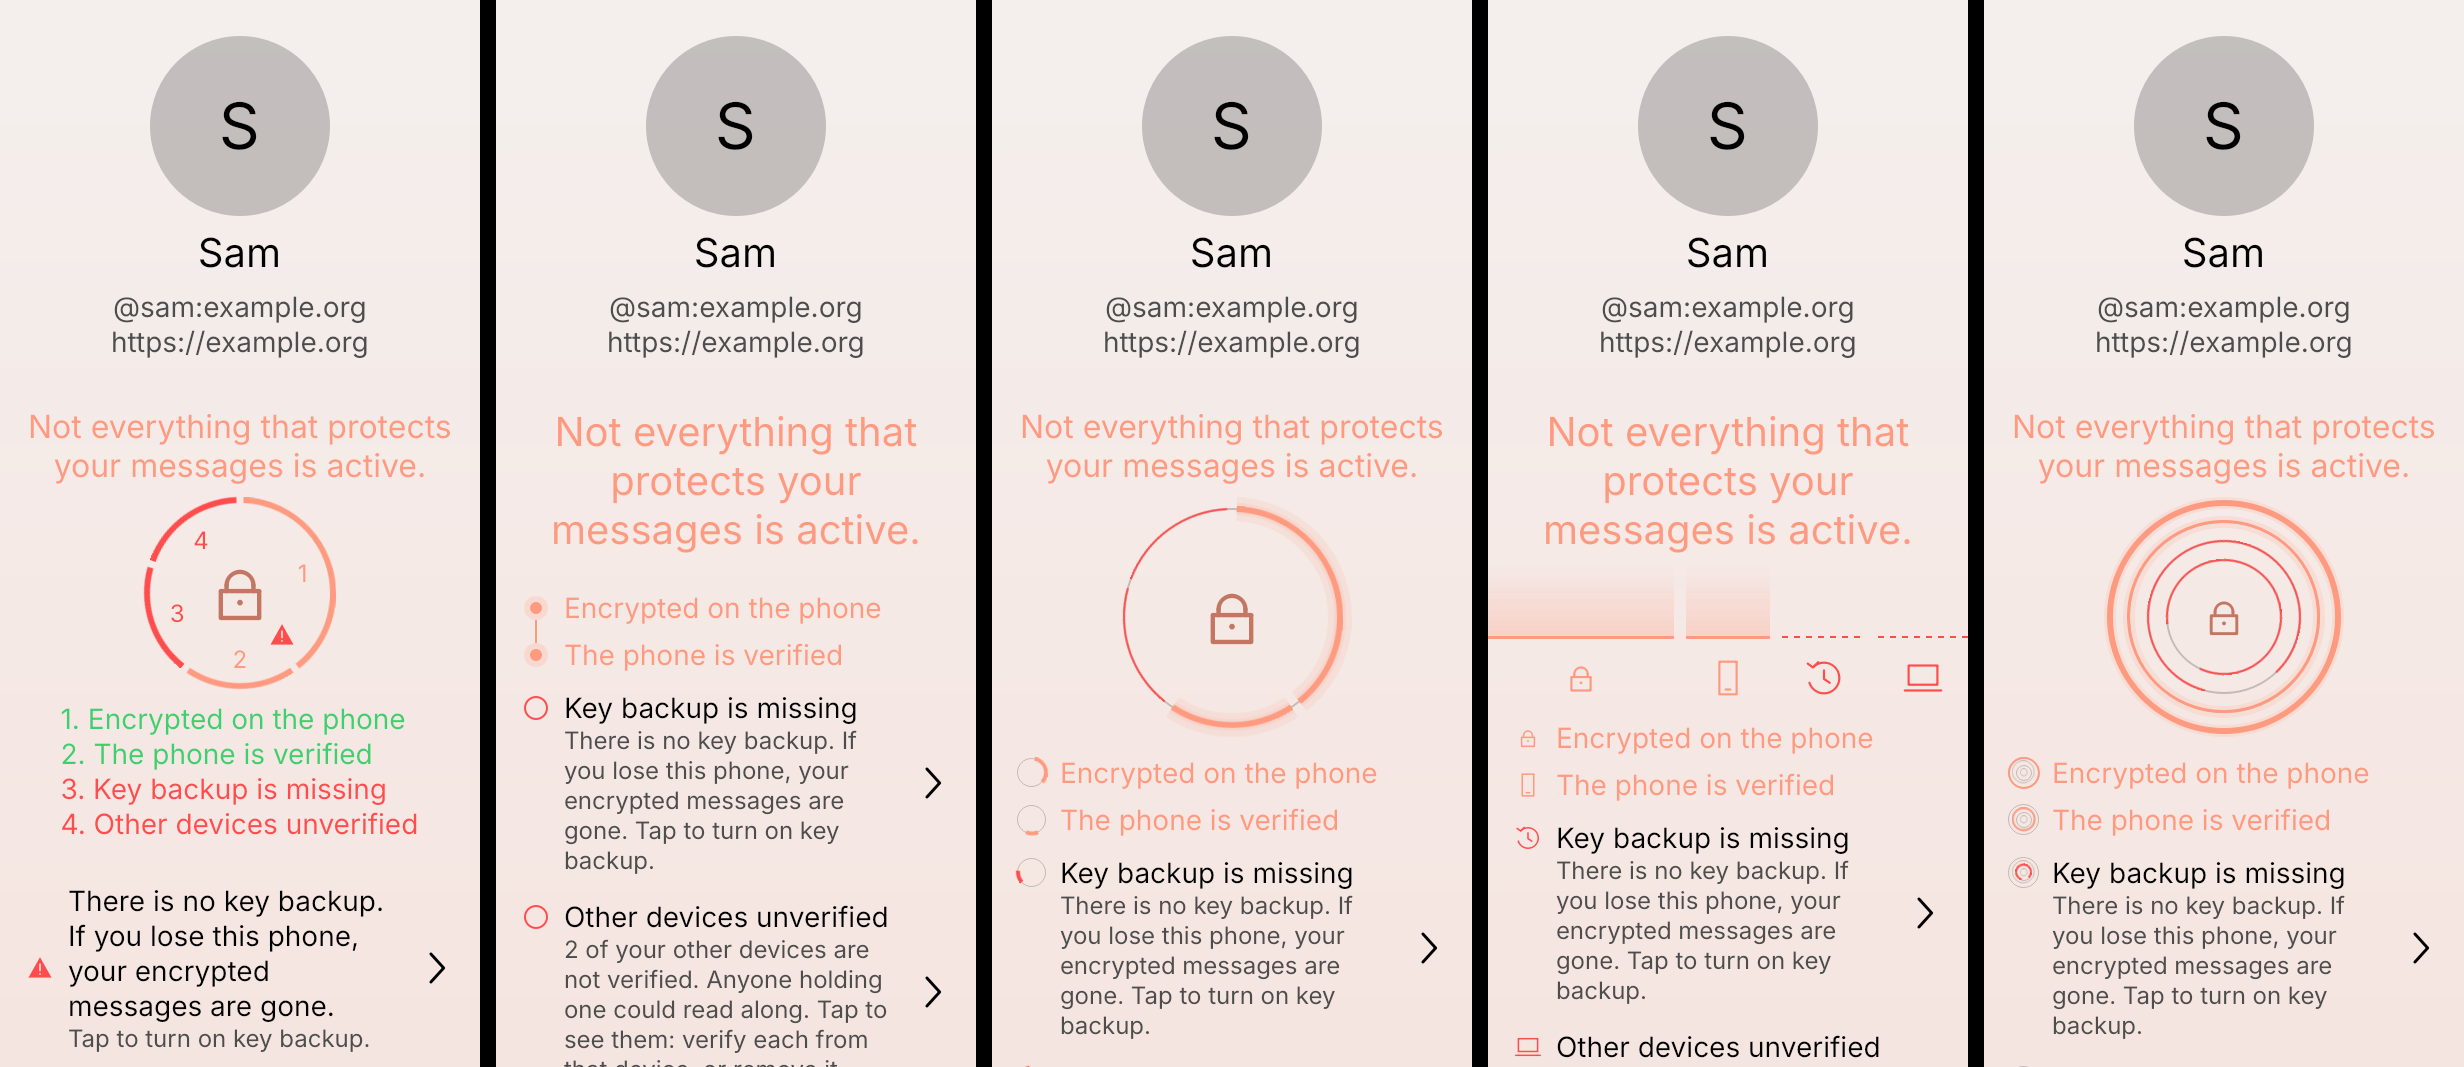 S
Sam
@sam:example.org
https://example.org
Not everything that protects
your messages is active.
4
1
3
2
1. Encrypted on the phone
2. The phone is verified
3. Key backup is missing
4. Other devices unverified
There is no key backup.
If you lose this phone,
your encrypted
messages are gone.
Tap to turn on key backup.
S
Sam
@sam:example.org
https://example.org
Not everything that
protects your
messages is active.
Encrypted on the phone
The phone is verified
Key backup is missing
There is no key backup. If
you lose this phone, your
encrypted messages are
gone. Tap to turn on key
backup.
Other devices unverified
2 of your other devices are
not verified. Anyone holding
one could read along. Tap to
see them: verify each from
that device, or remove it
S
Sam
@sam:example.org
https://example.org
Not everything that protects
your messages is active.
Encrypted on the phone
The phone is verified
Key backup is missing
There is no key backup. If
you lose this phone, your
encrypted messages are
gone. Tap to turn on key
backup.
S
Sam
@sam:example.org
https://example.org
Not everything that
protects your
messages is active.
Encrypted on the phone
The phone is verified
Key backup is missing
There is no key backup. If
you lose this phone, your
encrypted messages are
gone. Tap to turn on key
backup.
Other devices unverified
S
Sam
@sam:example.org
https://example.org
Not everything that protects
your messages is active.
Encrypted on the phone
The phone is verified
Key backup is missing
There is no key backup. If
you lose this phone, your
encrypted messages are
gone. Tap to turn on key
backup.